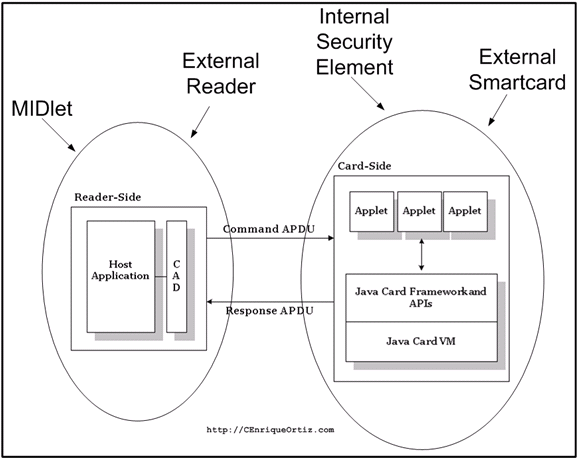 MIDlet
External
Reader
Internal
Security
Element
External
Smartcard
Reader-Side
Host
Application
C
A
D
Command APDU
Response APDU
Card-Side
Applet
Applet
Applet
Java Card Frameworkand
APIs
Java Card VM
http://CEnriqueOrtiz.com